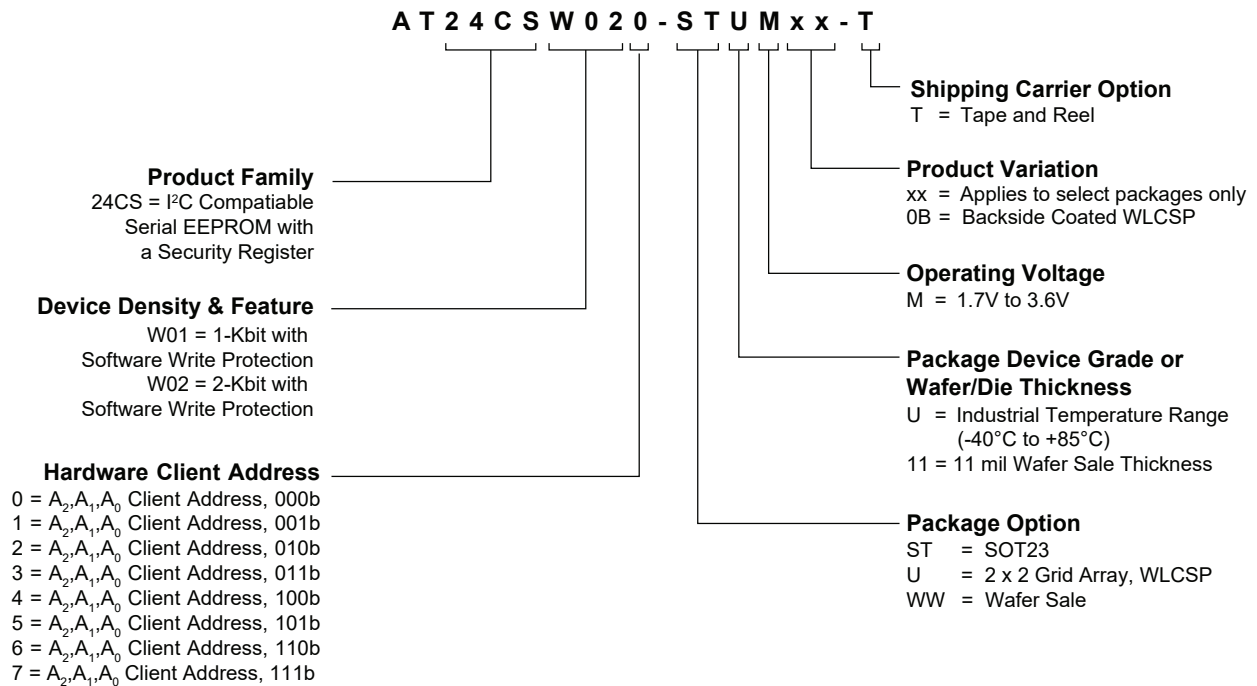 AT24CSW020-STUMxx-T
Product Family
24CS = I²C Compatiable
Serial EEPROM with
a Security Register
Device Density & Feature
W01 = 1-Kbit with
Software Write Protection
W02 = 2-Kbit with
Software Write Protection
Hardware Client Address
0 = A₂,A₁,A₀ Client Address, 000b
1 = A₂,A₁,A₀ Client Address, 001b
2 = A₂,A₁,A₀ Client Address, 010b
3 = A₂,A₁,A₀ Client Address, 011b
4 = A₂,A₁,A₀ Client Address, 100b
5 = A₂,A₁,A₀ Client Address, 101b
6 = A₂,A₁,A₀ Client Address, 110b
7 = A₂,A₁,A₀ Client Address, 111b
Shipping Carrier Option
T = Tape and Reel
Product Variation
xx = Applies to select packages only
0B = Backside Coated WLCSP
Operating Voltage
M = 1.7V to 3.6V
Package Device Grade or
Wafer/Die Thickness
U = Industrial Temperature Range
(-40°C to +85°C)
11 = 11 mil Wafer Sale Thickness
Package Option
ST = SOT23
U = 2 x 2 Grid Array, WLCSP
WW = Wafer Sale